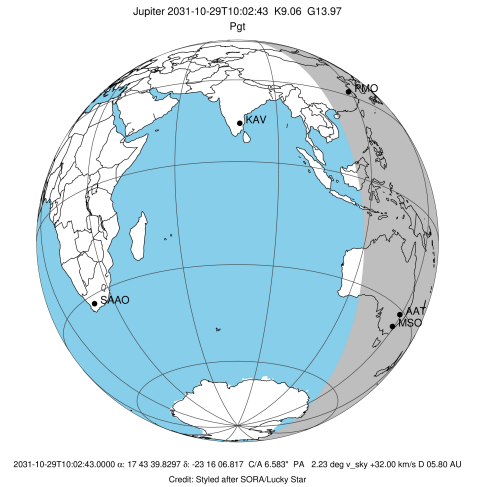 Jupiter 2031-10-29T10:02:43 K9.06 G13.97
Pgt
PMO
KAV
SAAO
AAT
MSO
2031-10-29T10:02:43.0000 α: 17 43 39.8297 δ: -23 16 06.817 C/A 6.583" PA 2.23 deg v_sky +32.00 km/s D 05.80 AU
Credit: Styled after SORA/Lucky Star